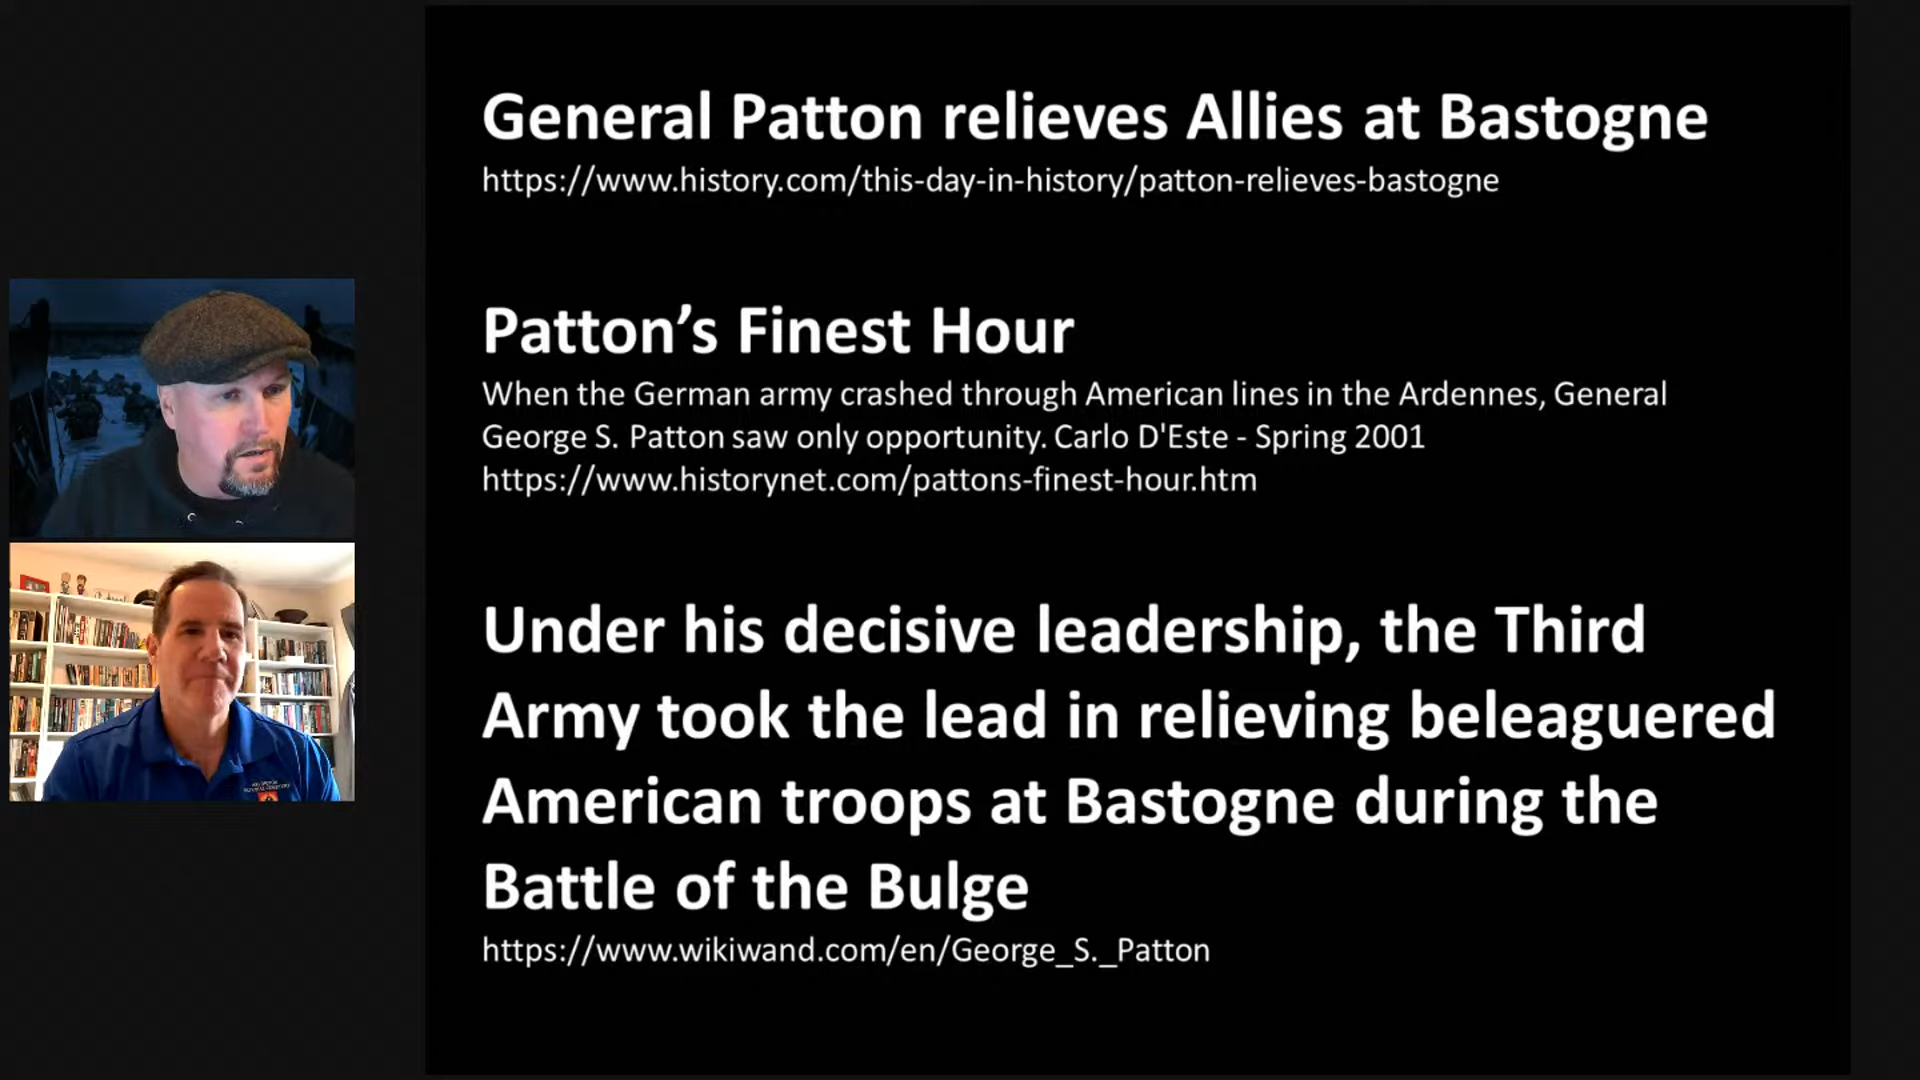 General Patton relieves Allies at Bastogne
https://www.history.com/this-day-in-history/patton-relieves-bastogne
Patton’s Finest Hour
When the German army crashed through American lines in the Ardennes, General
George S. Patton saw only opportunity. Carlo D'Este - Spring 2001
https://www.historynet.com/pattons-finest-hour.htm
Under his decisive leadership, the Third
Army took the lead in relieving beleaguered
American troops at Bastogne during the
Battle of the Bulge
https://www.wikiwand.com/en/George_S._Patton